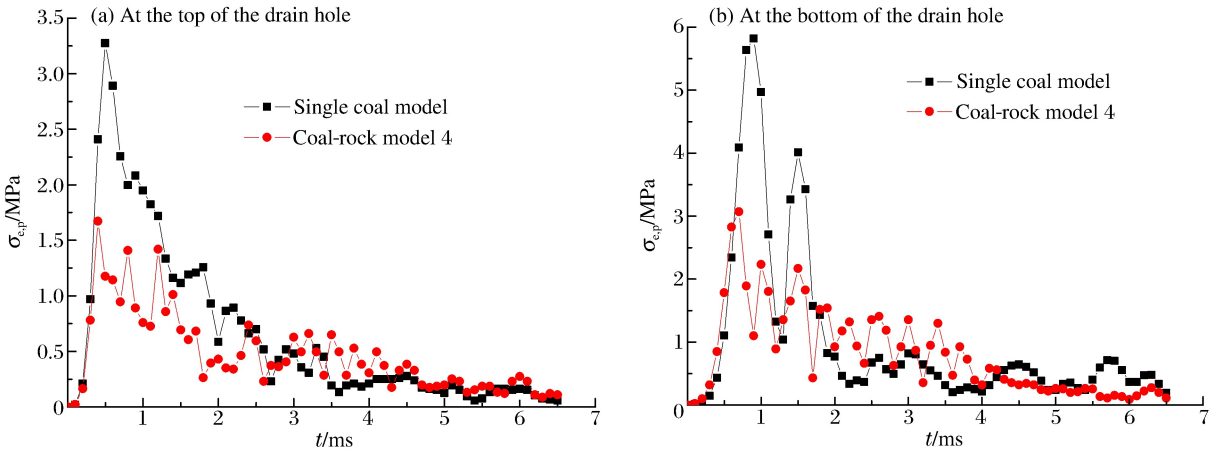 (a) At the top of the drain hole
3.5
3.0
2.5
2.0
1.5
1.0
0.5
0
σe,p/MPa
Single coal model
Coal-rock model 4
1 2 3 4 5 6 7
t/ms
(b) At the bottom of the drain hole
6
5
4
3
2
1
0
σe,p/MPa
Single coal model
Coal-rock model 4
1 2 3 4 5 6 7
t/ms